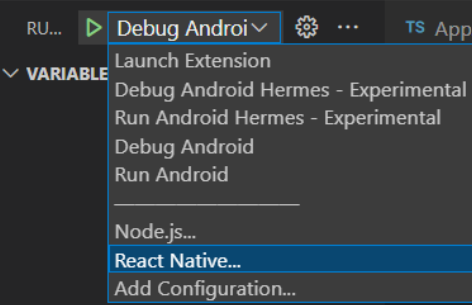 RU... Debug Androi ... TS App
VARIABLE
Launch Extension
Debug Android Hermes - Experimental
Run Android Hermes - Experimental
Debug Android
Run Android
Node.js...
React Native...
Add Configuration...